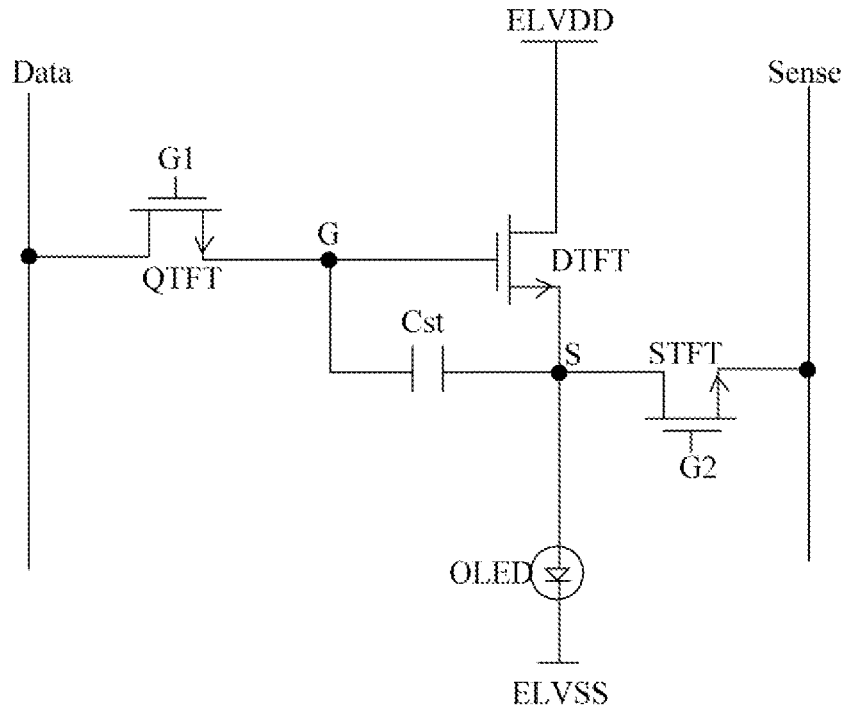 ELVDD
Data
Sense
G1
G
QTFT
DTFT
Cst
S
STFT
G2
OLED
ELVSS